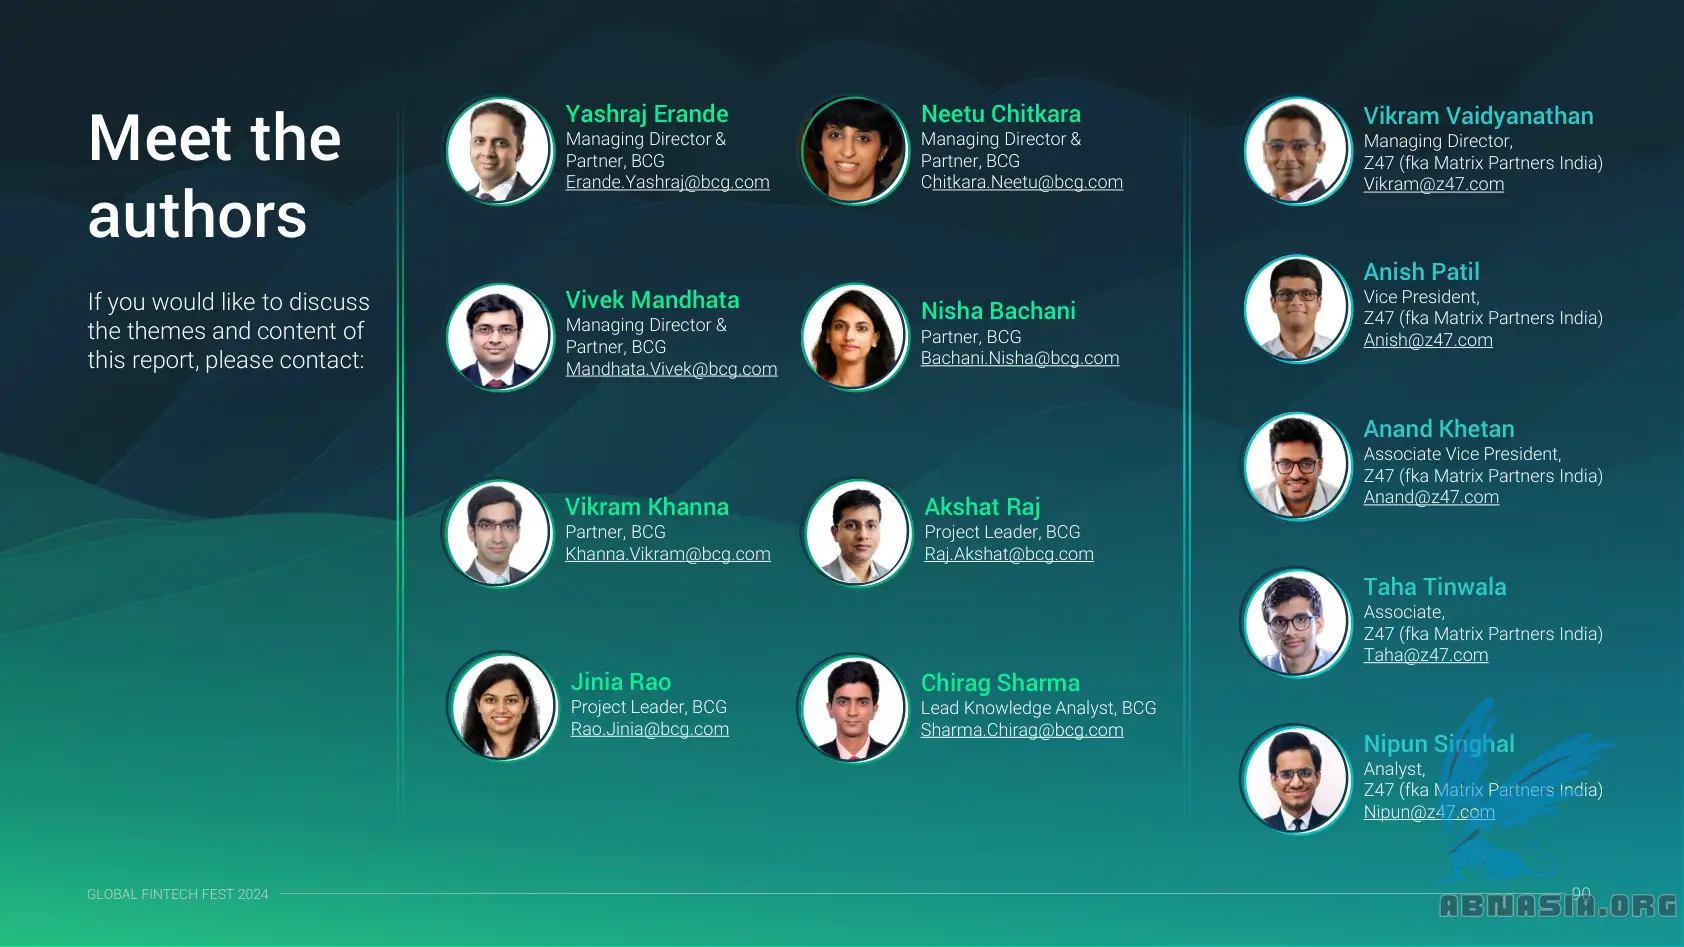 Meet the
authors
If you would like to discuss
the themes and content of
this report, please contact:
Yashraj Erande
Managing Director &
Partner, BCG
Erande.Yashraj@bcg.com
Neetu Chitkara
Managing Director &
Partner, BCG
Chitkara.Neetu@bcg.com
Vivek Mandhata
Managing Director &
Partner, BCG
Mandhata.Vivek@bcg.com
Nisha Bachani
Partner, BCG
Bachani.Nisha@bcg.com
Vikram Khanna
Partner, BCG
Khanna.Vikram@bcg.com
Akshat Raj
Project Leader, BCG
Raj.Akshat@bcg.com
Jinia Rao
Project Leader, BCG
Rao.Jinia@bcg.com
Chirag Sharma
Lead Knowledge Analyst, BCG
Sharma.Chirag@bcg.com
Vikram Vaidyanathan
Managing Director,
Z47 (fka Matrix Partners India)
Vikram@z47.com
Anish Patil
Vice President,
Z47 (fka Matrix Partners India)
Anish@z47.com
Anand Khetan
Associate Vice President,
Z47 (fka Matrix Partners India)
Anand@z47.com
Taha Tinwala
Associate,
Z47 (fka Matrix Partners India)
Taha@z47.com
Nipun Singhal
Analyst,
Z47 (fka Matrix Partners India)
Nipun@z47.com
GLOBAL FINTECH FEST 2024
90
ABNASIA.ORG